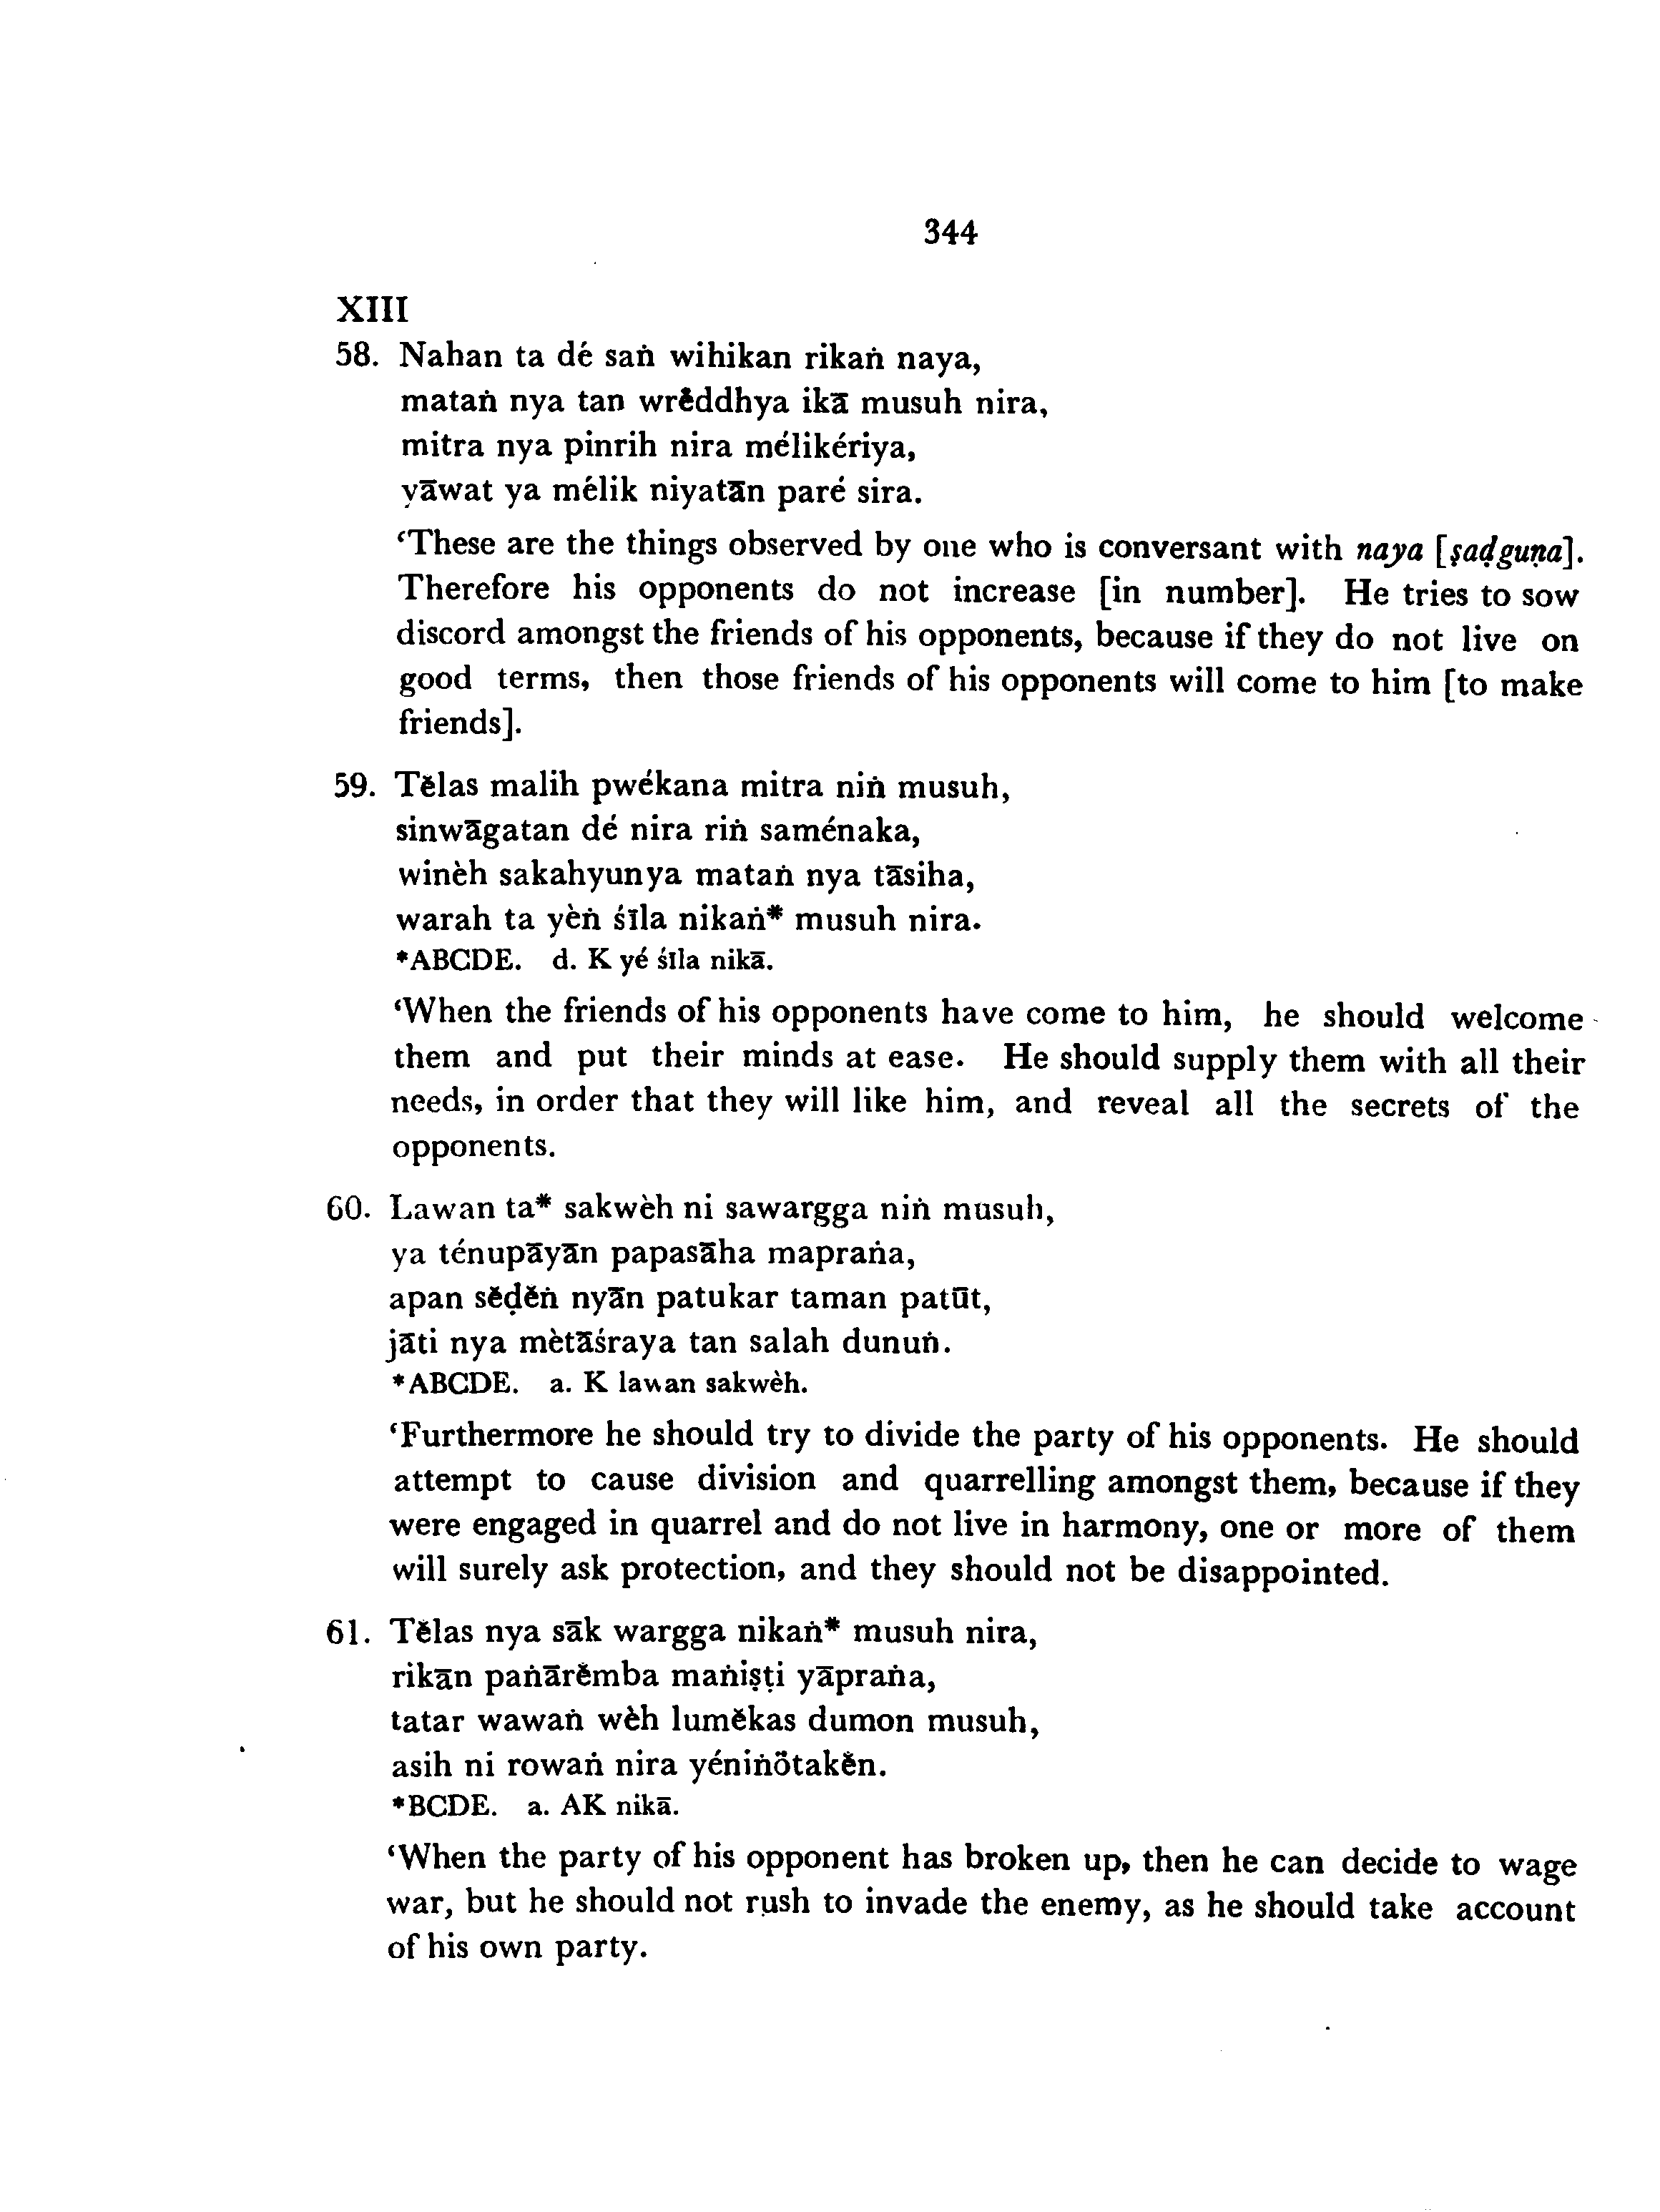 344
XIII
58. Nahan ta dé saṅ wihikan rikaṅ naya,
mataṅ nya tan wrĕddhya ikā musuh nira,
mitra nya pinrih nira mélikériya,
yāwat ya mélik niyatān paré sira.
‘These are the things observed by one who is conversant with naya [ṣaḍguṇa].
Therefore his opponents do not increase [in number]. He tries to sow
discord amongst the friends of his opponents, because if they do not live on
good terms, then those friends of his opponents will come to him [to make
friends].
59. Tĕlas malih pwékana mitra niṅ musuh,
sinwāgatan dé nira riṅ saménaka,
winèh sakahyunya mataṅ nya tāsiha,
warah ta yèṅ śīla nikaṅ* musuh nira.
*ABCDE. d. K yé śīla nikā.
‘When the friends of his opponents have come to him, he should welcome
them and put their minds at ease. He should supply them with all their
needs, in order that they will like him, and reveal all the secrets of the
opponents.
60. Lawan ta* sakwèh ni sawargga niṅ musuh,
ya ténupāyān papasāha mapraṅa,
apan sĕḍĕṅ nyān patukar taman patūt,
jāti nya mètāśraya tan salah dunuṅ.
*ABCDE. a. K lawan sakwèh.
‘Furthermore he should try to divide the party of his opponents. He should
attempt to cause division and quarrelling amongst them, because if they
were engaged in quarrel and do not live in harmony, one or more of them
will surely ask protection, and they should not be disappointed.
61. Tĕlas nya sāk wargga nikaṅ* musuh nira,
rikān paṅārĕmba maṅiṣṭi yāpraṅa,
tatar wawaṅ wèh lumĕkas dumon musuh,
asih ni rowaṅ nira yéniṅötakĕn.
*BCDE. a. AK nikā.
‘When the party of his opponent has broken up, then he can decide to wage
war, but he should not rush to invade the enemy, as he should take account
of his own party.